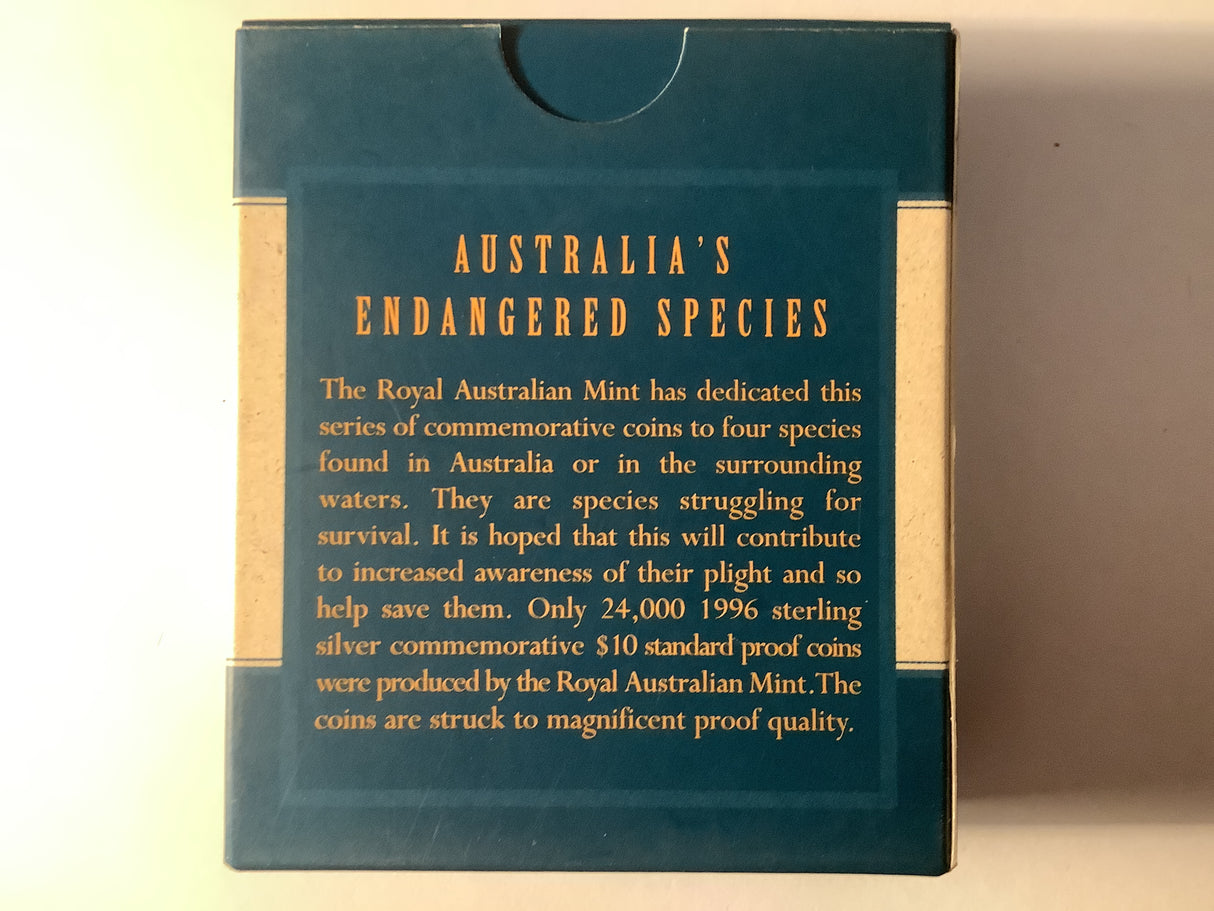 AUSTRALIA'S
ENDANGERED SPECIES
The Royal Australian Mint has dedicated this
series of commemorative coins to four species
found in Australia or in the surrounding
waters. They are species struggling for
survival. It is hoped that this will contribute
to increased awareness of their plight and so
help save them. Only 24,000 1996 sterling
silver commemorative $10 standard proof coins
were produced by the Royal Australian Mint.The
coins are struck to magnificent proof quality.